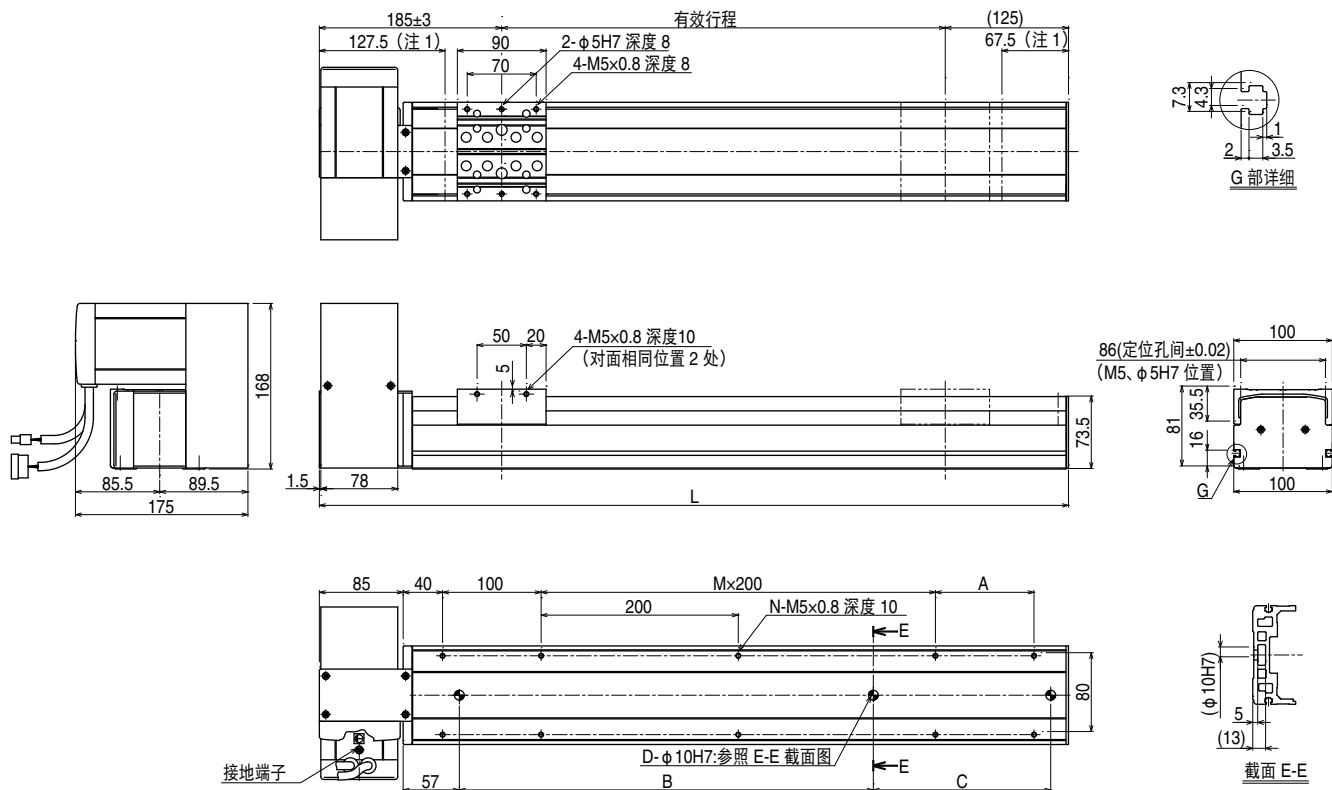 185±3
有效行程
(125)
127.5（注 1）
90
2-φ5H7 深度 8
67.5（注 1）
70
4-M5×0.8 深度 8
7.3
4.3
1
2
3.5
G 部详细
168
50
20
4-M5×0.8 深度10
（对面相同位置 2 处）
5
73.5
100
86(定位孔间±0.02)
（M5、φ5H7 位置）
35.5
81
16
G
100
85.5
89.5
175
1.5
78
L
85
40
100
M×200
A
200
N-M5×0.8 深度 10
E
80
(φ10H7)
5
(13)
截面 E-E
接地端子
D-φ10H7:参照 E-E 截面图
E
57
B
C